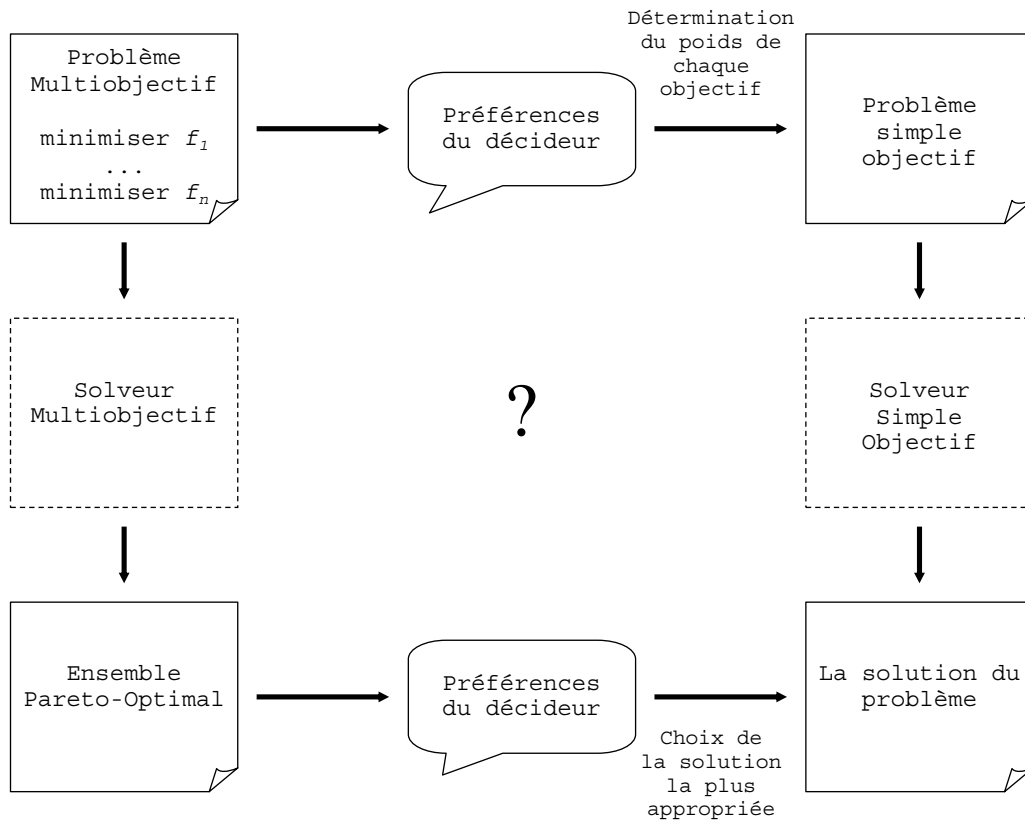 Problème
Multiobjectif
minimiser f1
...
minimiser fn
Préférences
du décideur
Détermination
du poids de
chaque
objectif
Problème
simple
objectif
Solveur
Multiobjectif
?
Solveur
Simple
Objectif
Ensemble
Pareto-Optimal
Préférences
du décideur
Choix de
la solution
la plus
appropriée
La solution du
problème